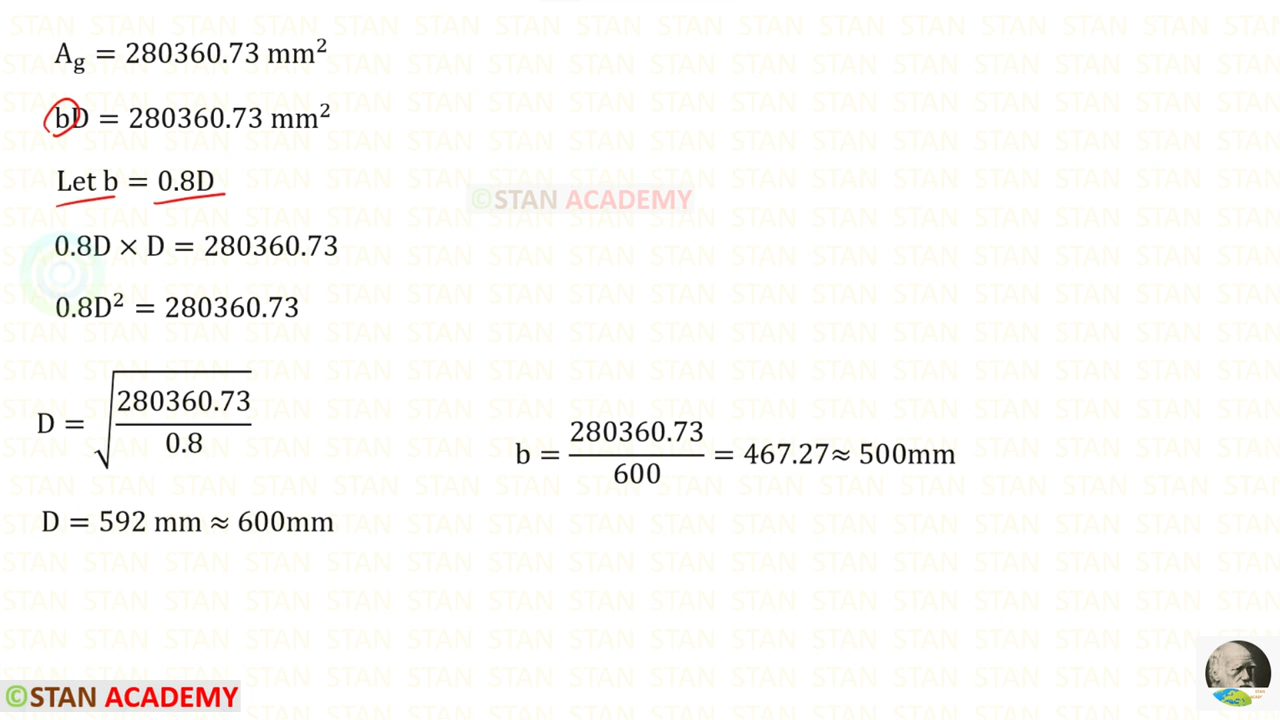 A_g = 280360.73 mm²
bD = 280360.73 mm²
Let b = 0.8D
©STAN ACADEMY
0.8D × D = 280360.73
0.8D² = 280360.73
D = √(280360.73 / 0.8)
b = 280360.73 / 600 = 467.27≈ 500mm
D = 592 mm ≈ 600mm
©STAN ACADEMY